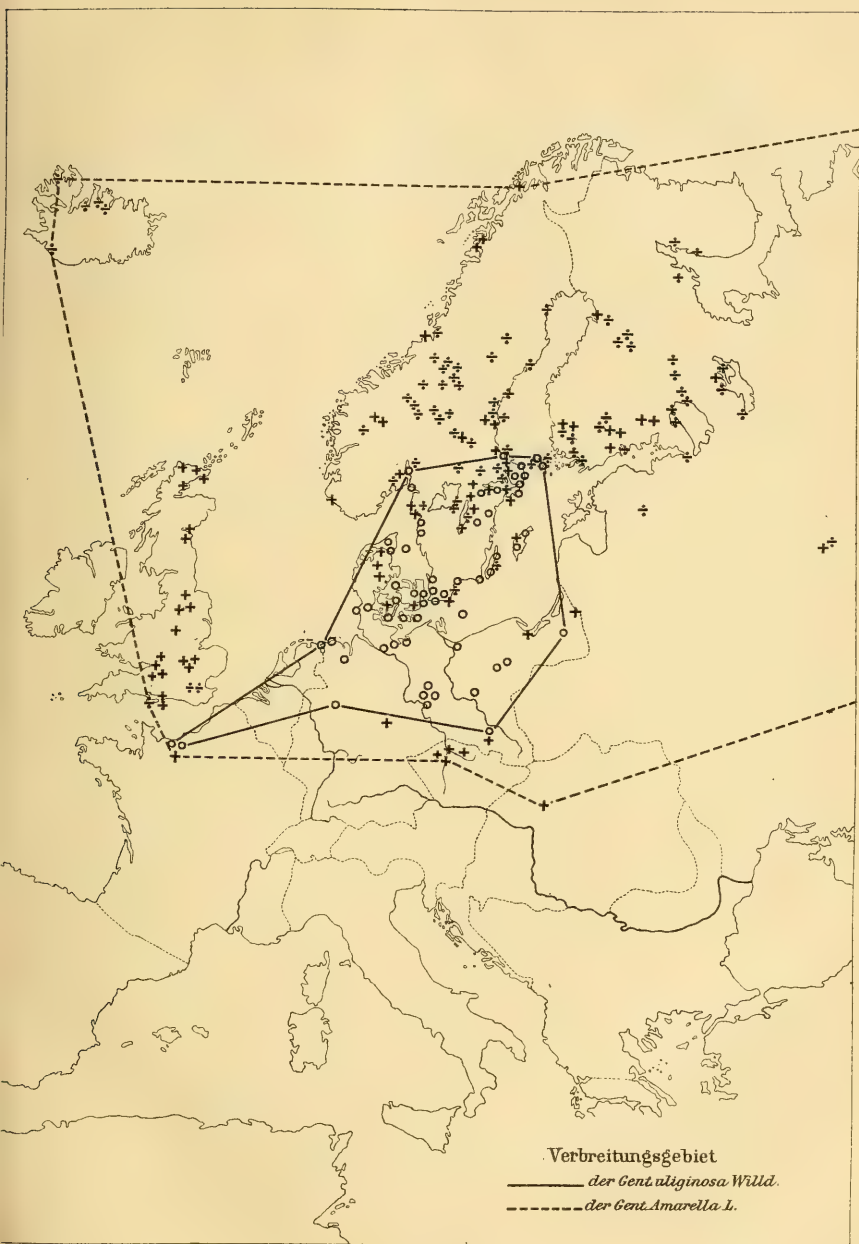 Verbreitungsgebiet
der Gent. uliginosa Willd.
der Gent. Amarella L.